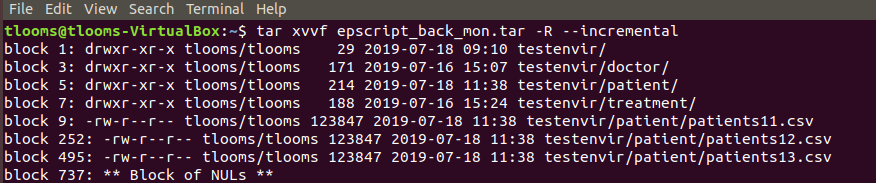 File Edit View Search Terminal Help
tlooms@tlooms-VirtualBox:~$ tar xvvf epscript_back_mon.tar -R --incremental
block 1: drwxr-xr-x tlooms/tlooms    29 2019-07-18 09:10 testenvir/
block 3: drwxr-xr-x tlooms/tlooms   171 2019-07-16 15:07 testenvir/doctor/
block 5: drwxr-xr-x tlooms/tlooms   214 2019-07-18 11:38 testenvir/patient/
block 7: drwxr-xr-x tlooms/tlooms   188 2019-07-16 15:24 testenvir/treatment/
block 9: -rw-r--r-- tlooms/tlooms 123847 2019-07-18 11:38 testenvir/patient/patients11.csv
block 252: -rw-r--r-- tlooms/tlooms 123847 2019-07-18 11:38 testenvir/patient/patients12.csv
block 495: -rw-r--r-- tlooms/tlooms 123847 2019-07-18 11:38 testenvir/patient/patients13.csv
block 737: ** Block of NULs **